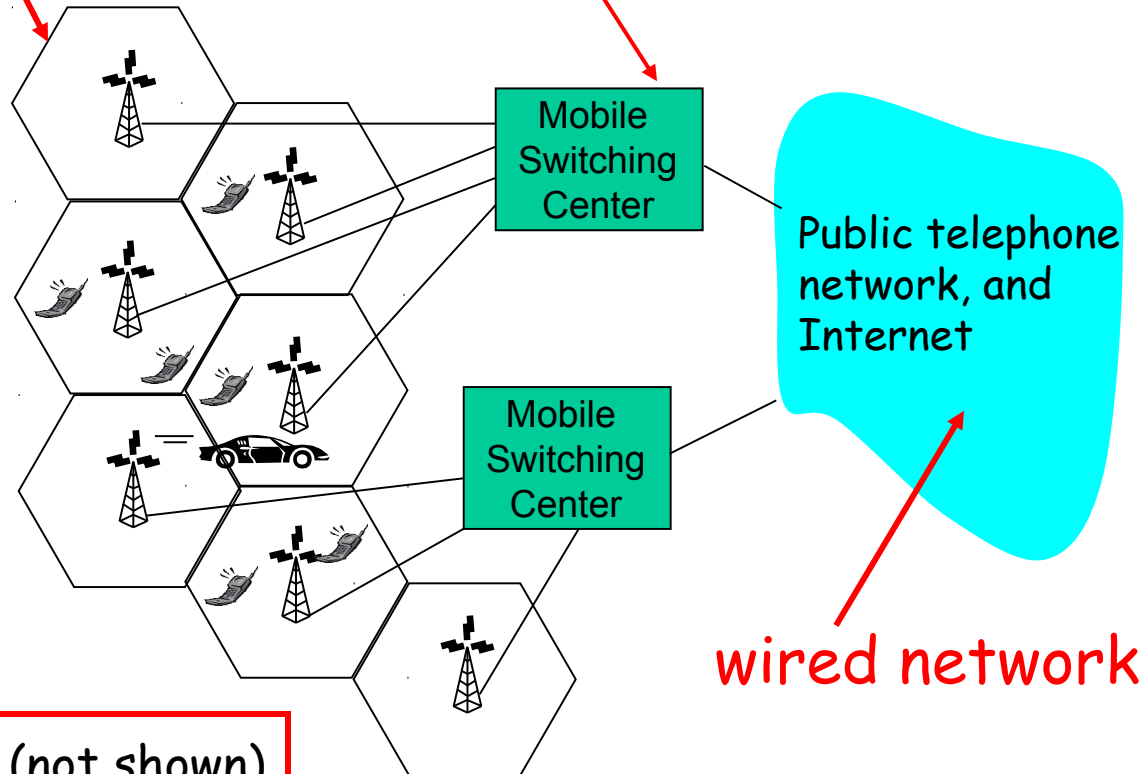 Mobile
Switching
Center
Public telephone
network, and
Internet
Mobile
Switching
Center
wired network
(not shown)